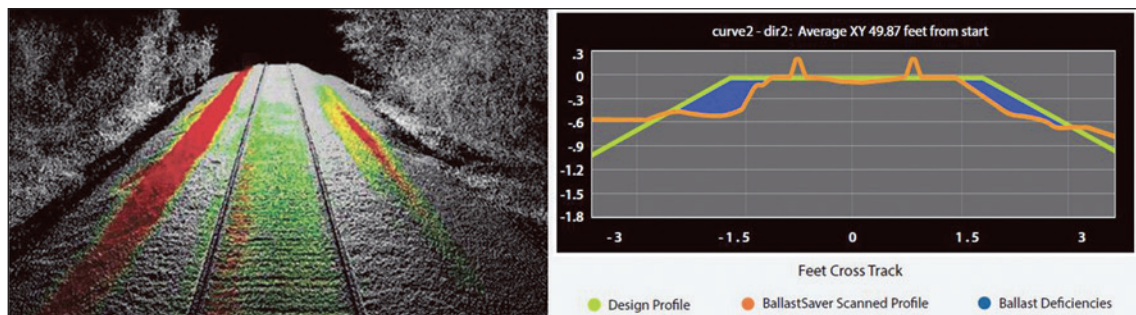 curve2 - dir2: Average XY 49.87 feet from start
.3
0
-.3
-.6
-.9
-1.2
-1.5
-1.8
-3 -1.5 0 1.5 3
Feet Cross Track
Design Profile BallastSaver Scanned Profile Ballast Deficiencies